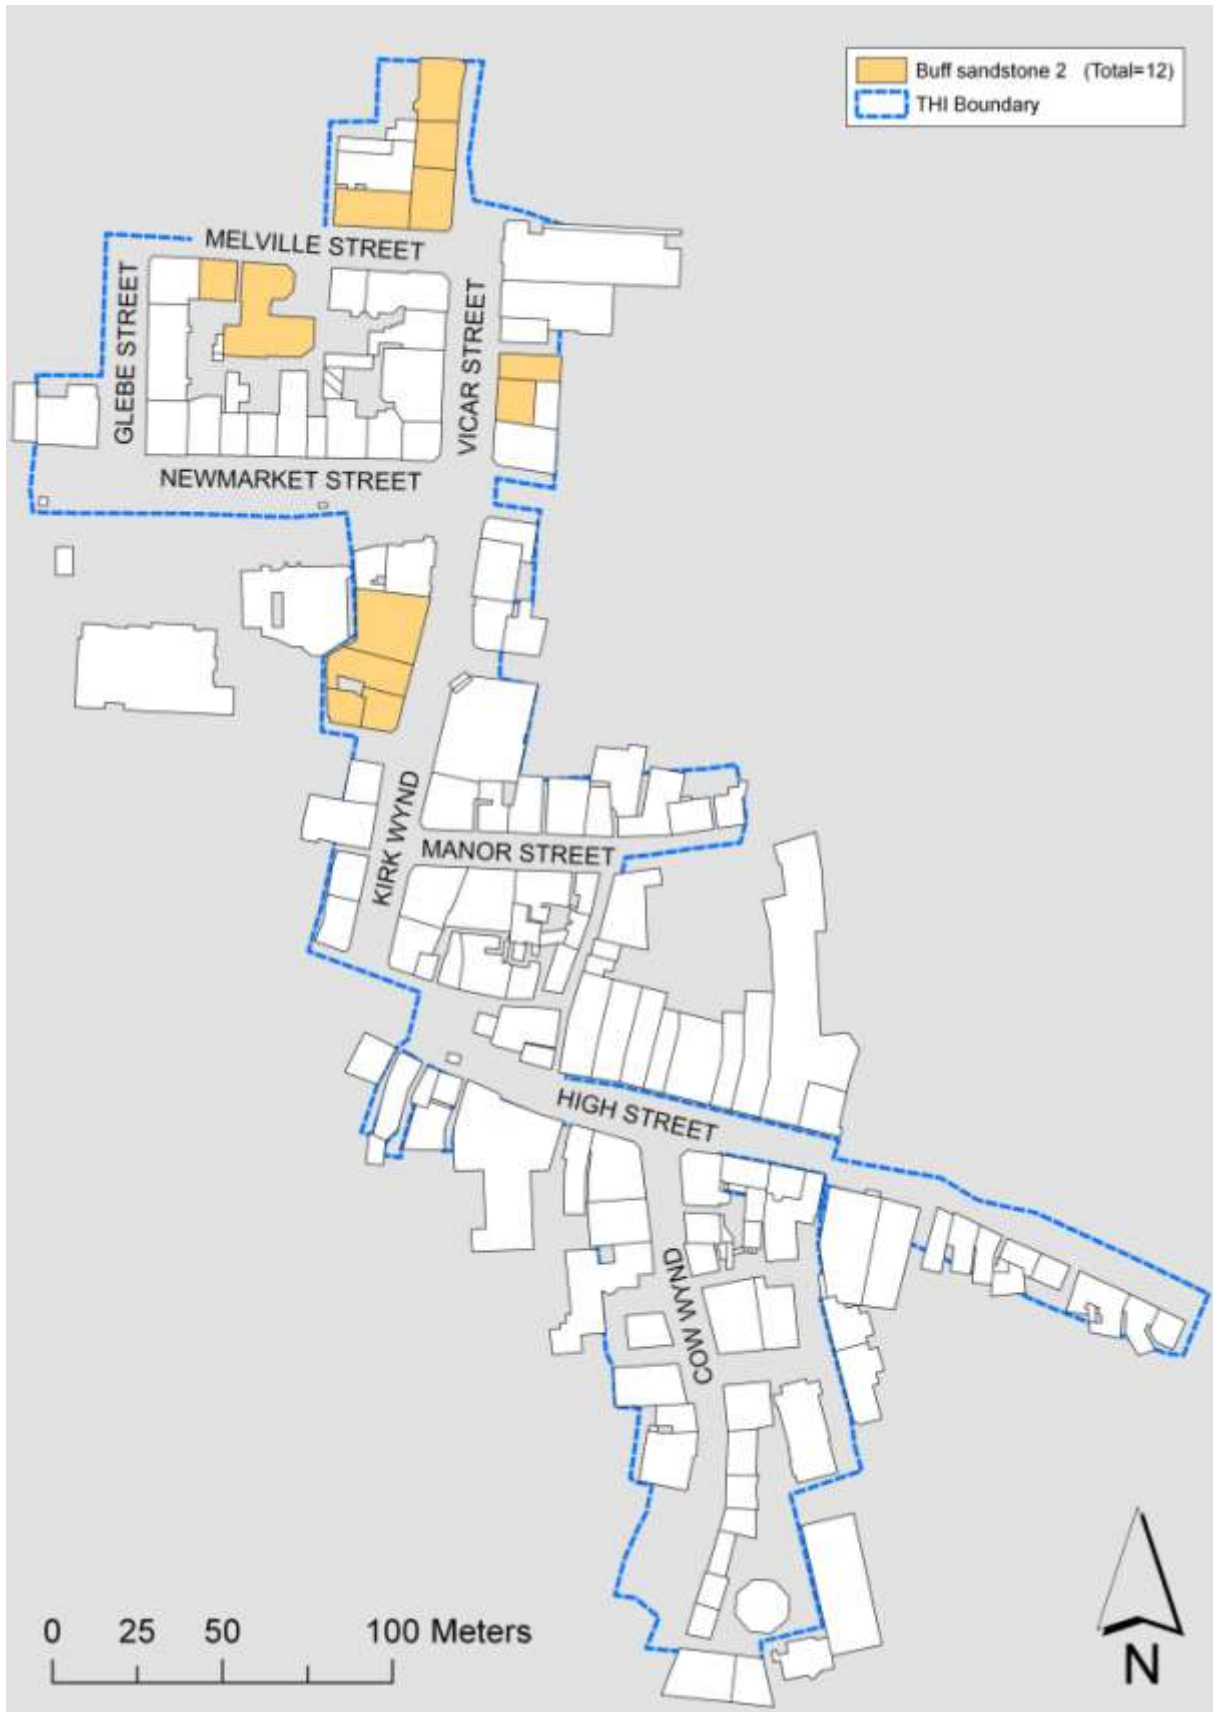 Buff sandstone 2 (Total=12)
THI Boundary
MELVILLE STREET
GLEBE STREET
VICAR STREET
NEWMARKET STREET
KIRK WYND
MANOR STREET
HIGH STREET
COW WYND
0 25 50 100 Meters
N